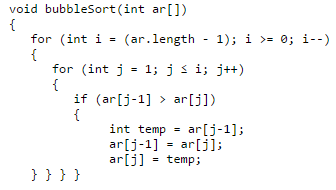 void bubbleSort(int ar[])
{
for (int i = (ar.length - 1); i >= 0; i--)
{
for (int j = 1; j ≤ i; j++)
{
if (ar[j-1] > ar[j])
{
int temp = ar[j-1];
ar[j-1] = ar[j];
ar[j] = temp;
} } } }